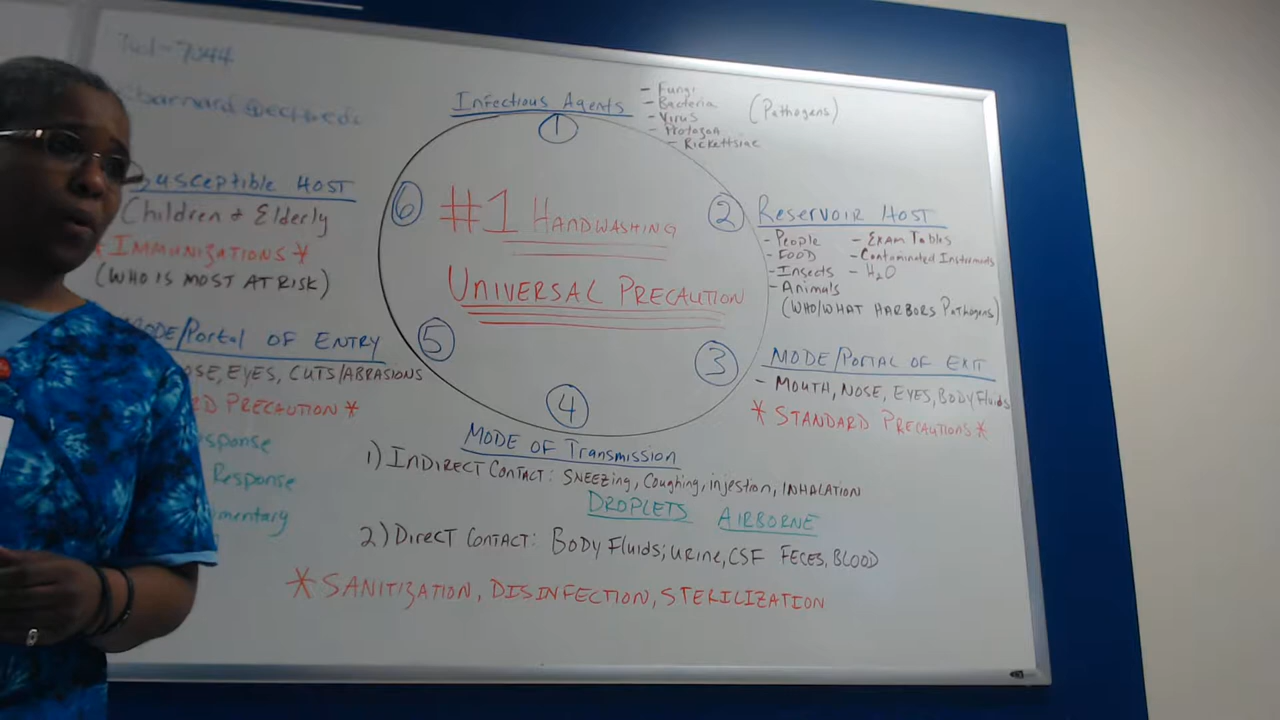 Infectious Agents
- Fungi
- Bacteria
- Virus
- Protozoa
- Rickettsiae
(Pathogens)
1
2
3
4
5
6
#1 HANDWASHING
UNIVERSAL PRECAUTION
RESERVOIR HOST
- People
- FOOD
- Insects
- Animals
- EXAM TABLES
- Contaminated Instruments
- H2O
(WHO/WHAT HARBORS Pathogens)
MODE/PORTAL OF EXIT
- MOUTH, NOSE, EYES, BODY Fluids
* STANDARD PRECAUTIONS *
MODE OF Transmission
1) INDIRECT CONTACT: SNEEZing, Coughing, injestion, INHALATION
DROPLETS AIRBORNE
2) DIRECT CONTACT: BODY Fluids; URINE, CSF FECES, BLOOD
* SANITIZATION, DISINFECTION, STERILIZATION
/Portal OF ENTRY
EYES, CUTS/ABRASIONS
PRECAUTION *
Response
SUSCEPTIBLE HOST
Children & Elderly
* IMMUNIZATIONS *
(WHO IS MOST AT RISK)